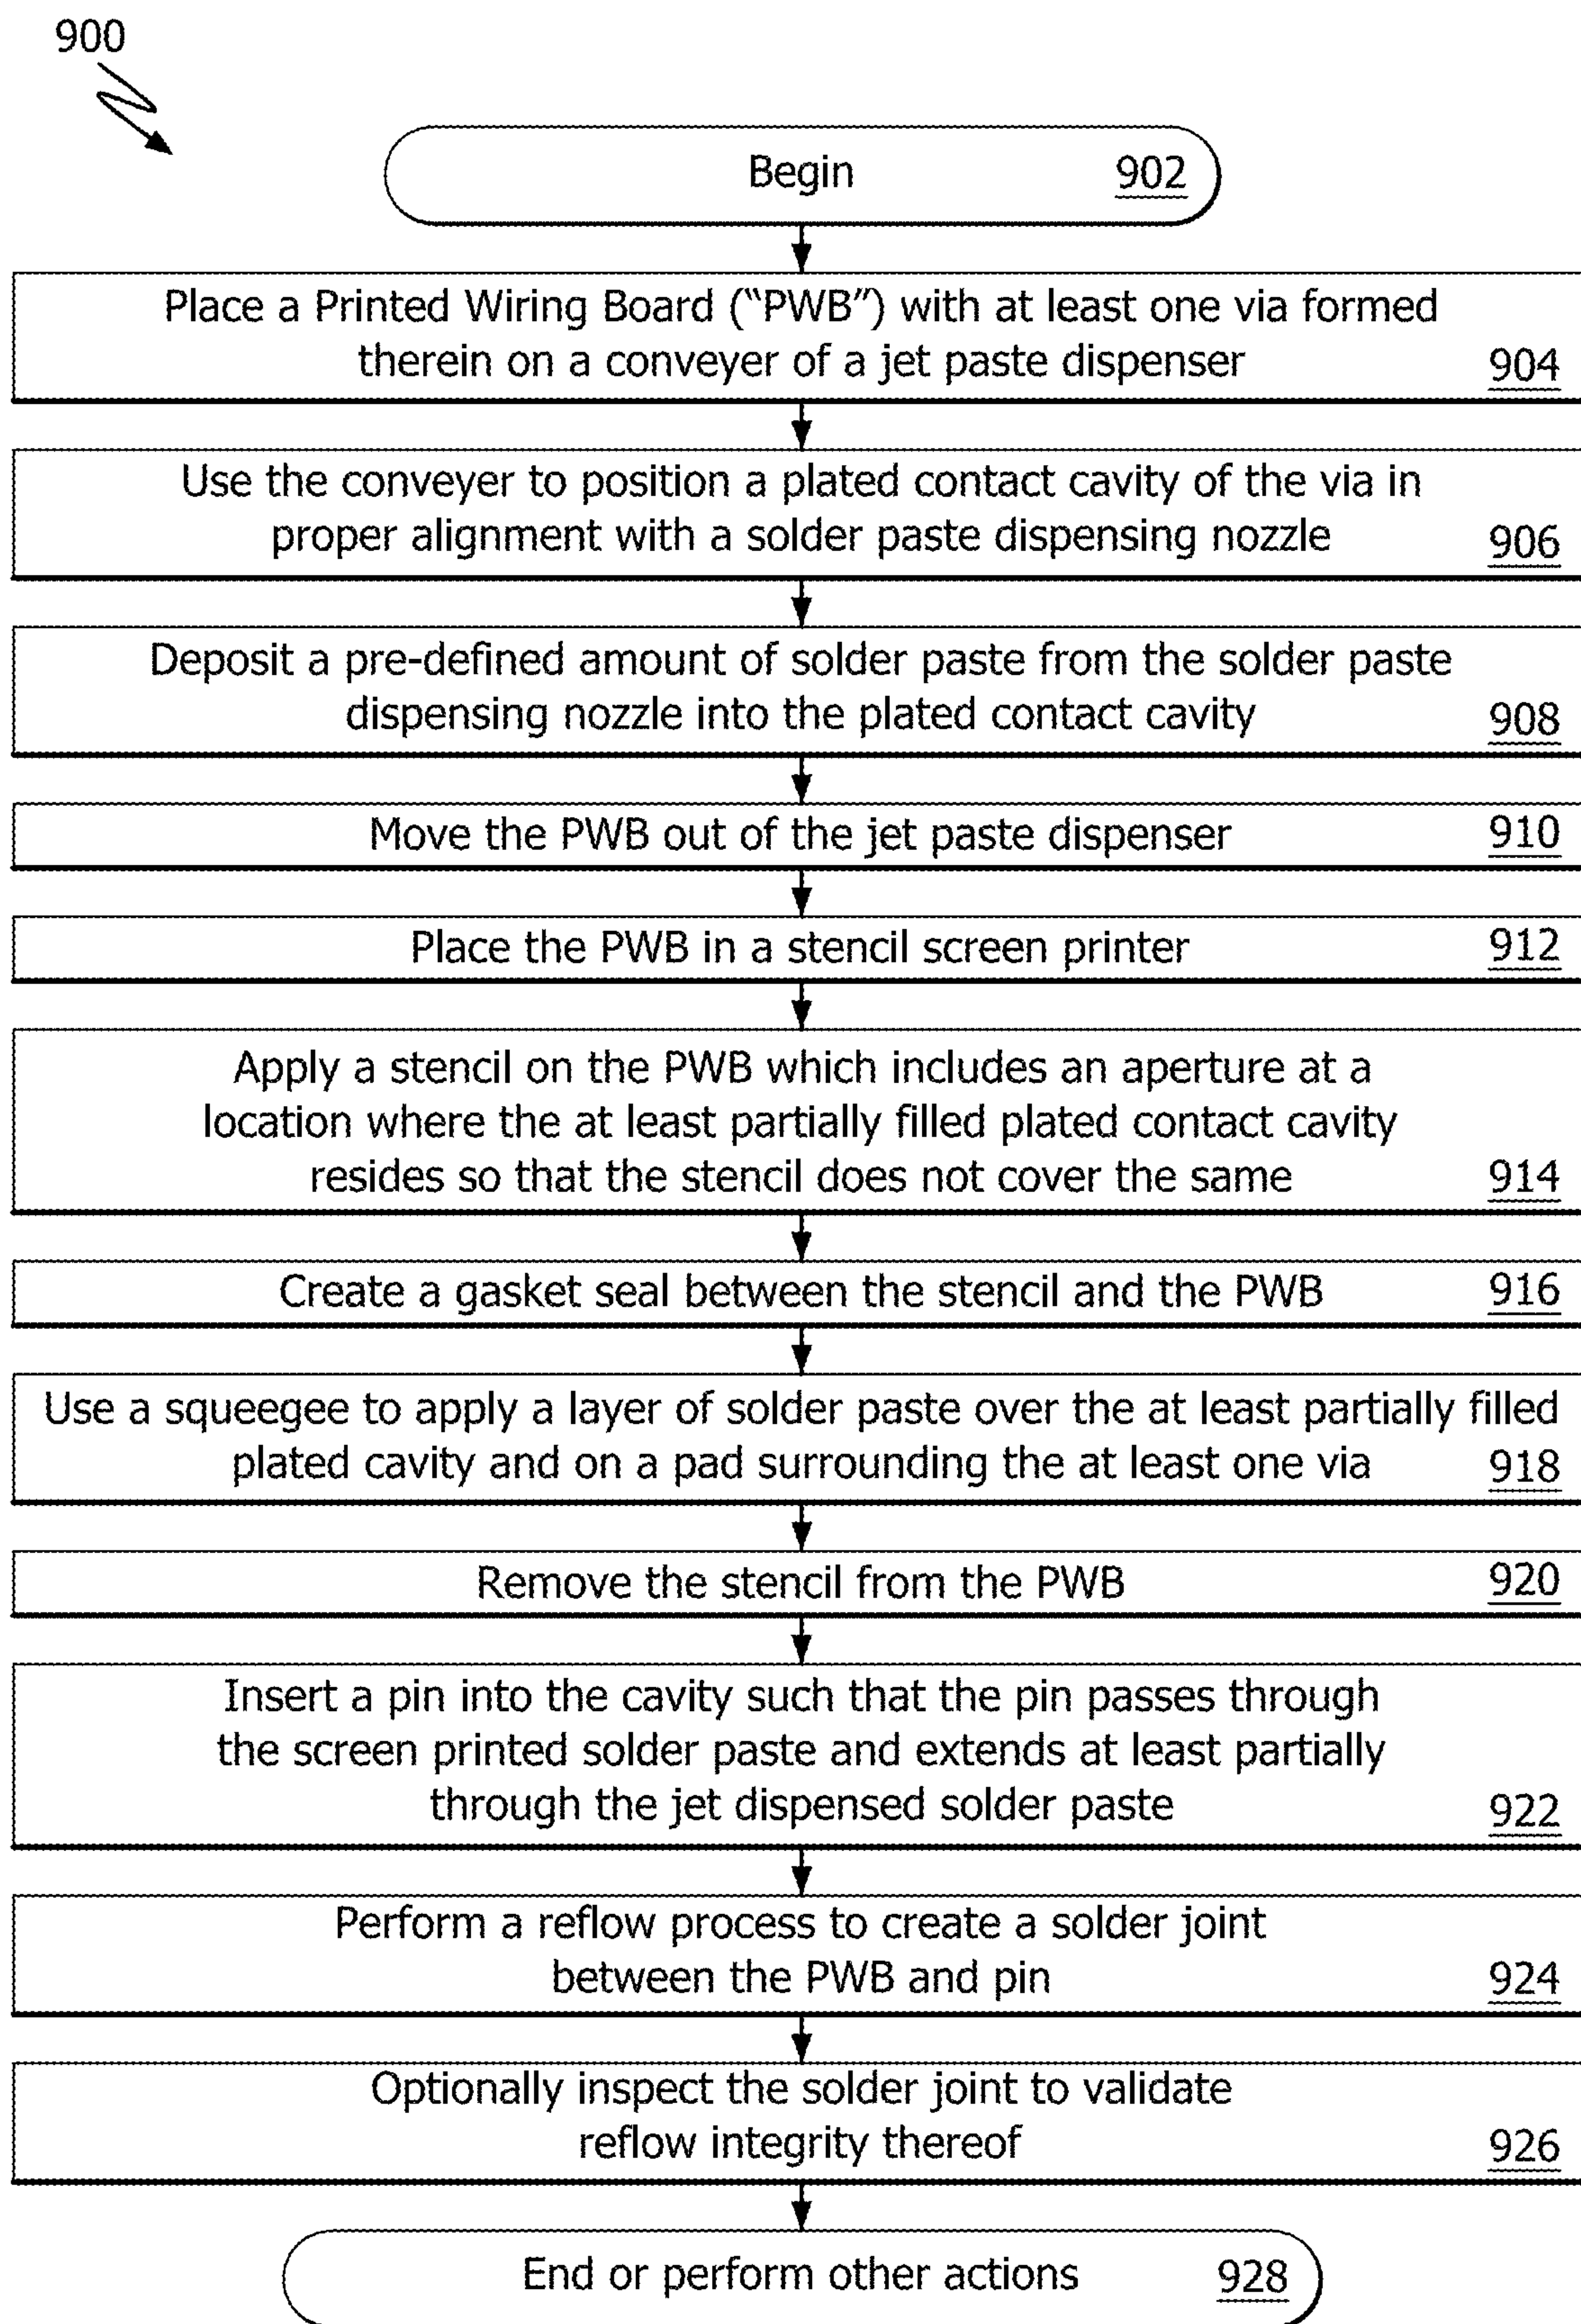 900
Begin 902
Place a Printed Wiring Board (“PWB”) with at least one via formed
therein on a conveyer of a jet paste dispenser 904
Use the conveyer to position a plated contact cavity of the via in
proper alignment with a solder paste dispensing nozzle 906
Deposit a pre-defined amount of solder paste from the solder paste
dispensing nozzle into the plated contact cavity 908
Move the PWB out of the jet paste dispenser 910
Place the PWB in a stencil screen printer 912
Apply a stencil on the PWB which includes an aperture at a
location where the at least partially filled plated contact cavity
resides so that the stencil does not cover the same 914
Create a gasket seal between the stencil and the PWB 916
Use a squeegee to apply a layer of solder paste over the at least partially filled
plated cavity and on a pad surrounding the at least one via 918
Remove the stencil from the PWB 920
Insert a pin into the cavity such that the pin passes through
the screen printed solder paste and extends at least partially
through the jet dispensed solder paste 922
Perform a reflow process to create a solder joint
between the PWB and pin 924
Optionally inspect the solder joint to validate
reflow integrity thereof 926
End or perform other actions 928